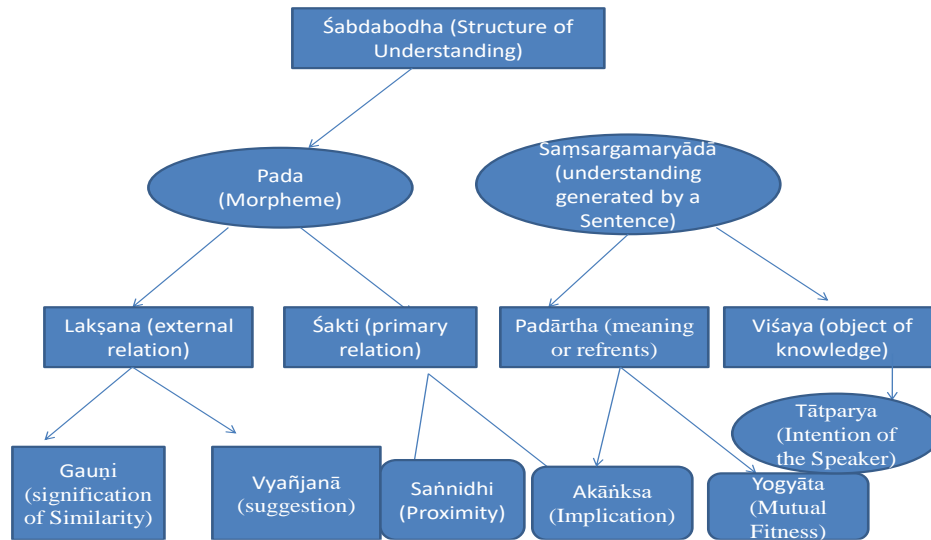 Śabdabodha (Structure of
Understanding)
Pada
(Morpheme)
Saṃsargamaryādā
(understanding
generated by a
Sentence)
Lakṣana (external
relation)
Śakti (primary
relation)
Padārtha (meaning
or refrents)
Viśaya (object of
knowledge)
Gauṇi
(signification
of Similarity)
Vyañjanā
(suggestion)
Saṅnidhi
(Proximity)
Akāṅksa
(Implication)
Tātparya
(Intention of
the Speaker)
Yogyāta
(Mutual
Fitness)